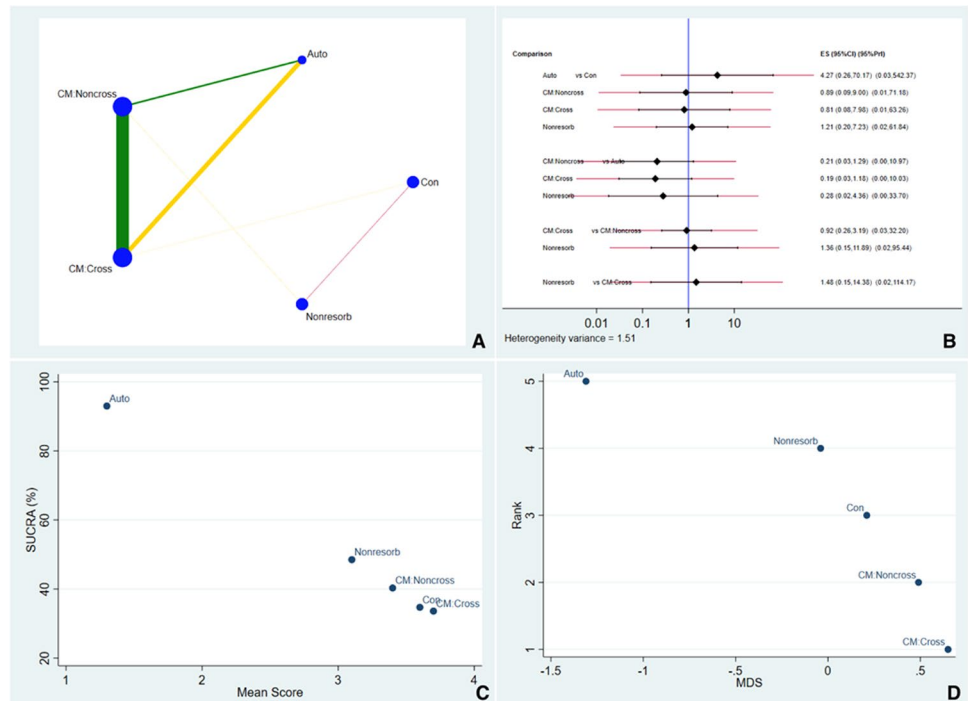 Auto
CM:Noncross
Con
CM:Cross
Nonresorb
A
Comparison ES (95%CI) (95%PrI)
Auto vs Con 4.27 (0.26,70.17) (0.03,542.37)
CM:Noncross 0.89 (0.09,9.00) (0.01,71.18)
CM:Cross 0.81 (0.08,7.98) (0.01,63.26)
Nonresorb 1.21 (0.20,7.23) (0.02,61.84)
CM:Noncross vs Auto 0.21 (0.03,1.29) (0.00,10.97)
CM:Cross 0.19 (0.03,1.18) (0.00,10.03)
Nonresorb 0.28 (0.02,4.36) (0.00,33.70)
CM:Cross vs CM:Noncross 0.92 (0.26,3.19) (0.03,32.20)
Nonresorb 1.36 (0.15,11.89) (0.02,95.44)
Nonresorb vs CM:Cross 1.48 (0.15,14.38) (0.02,114.17)
0.01 0.1 1 10
Heterogeneity variance = 1.51
B
SUCRA (%)
100
80
60
40
20
Auto
Nonresorb
CM:Noncross
Con
CM:Cross
1 2 3 4
Mean Score
C
Rank
5
4
3
2
1
Auto
Nonresorb
Con
CM:Noncross
CM:Cross
-1.5 -1 -.5 0 .5
MDS
D